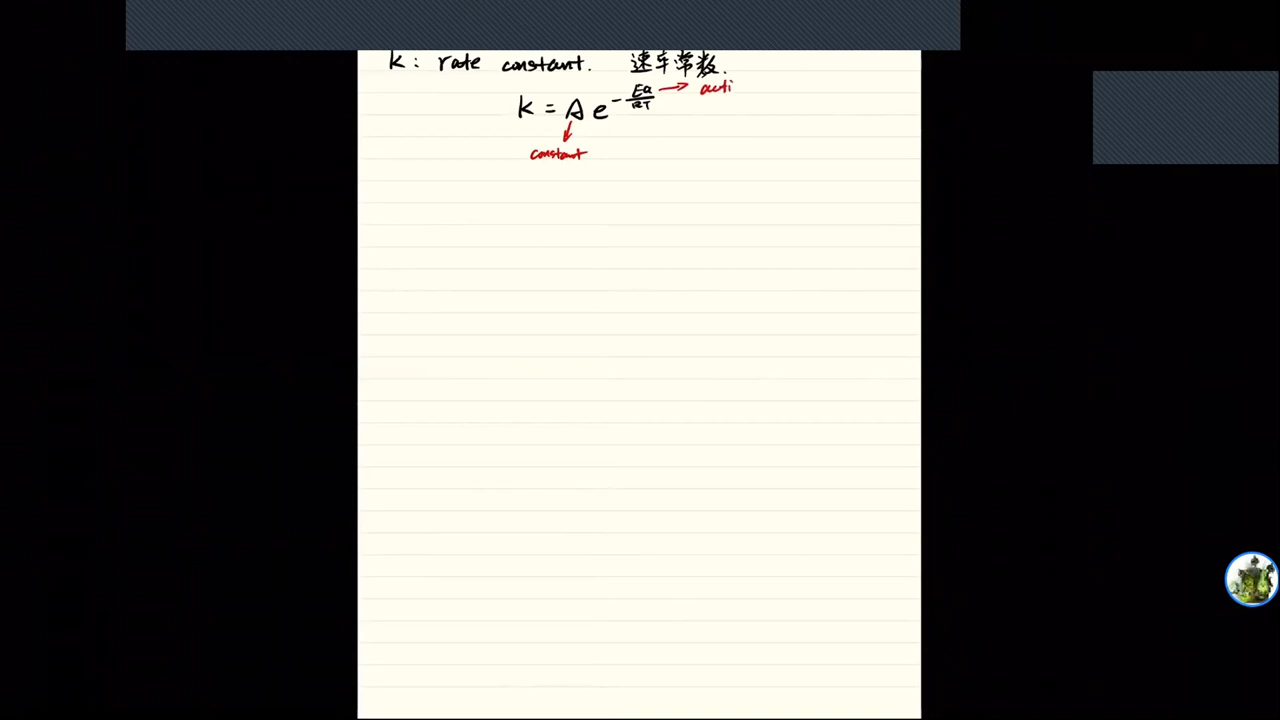 k : rate constant. 速率常数.
k = A e^{-Ea/RT} → acti
constant